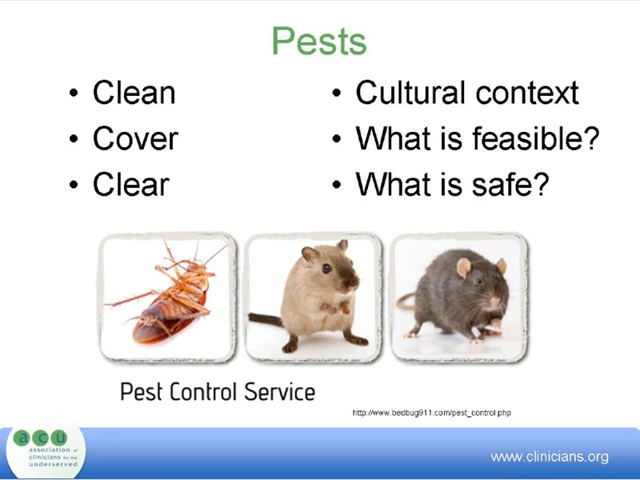 Pests
• Clean
• Cover
• Clear
• Cultural context
• What is feasible?
• What is safe?
Pest Control Service
http://www.bedbug911.com/pest_control.php
acu
association of
clinicians for the
underserved
www.clinicians.org